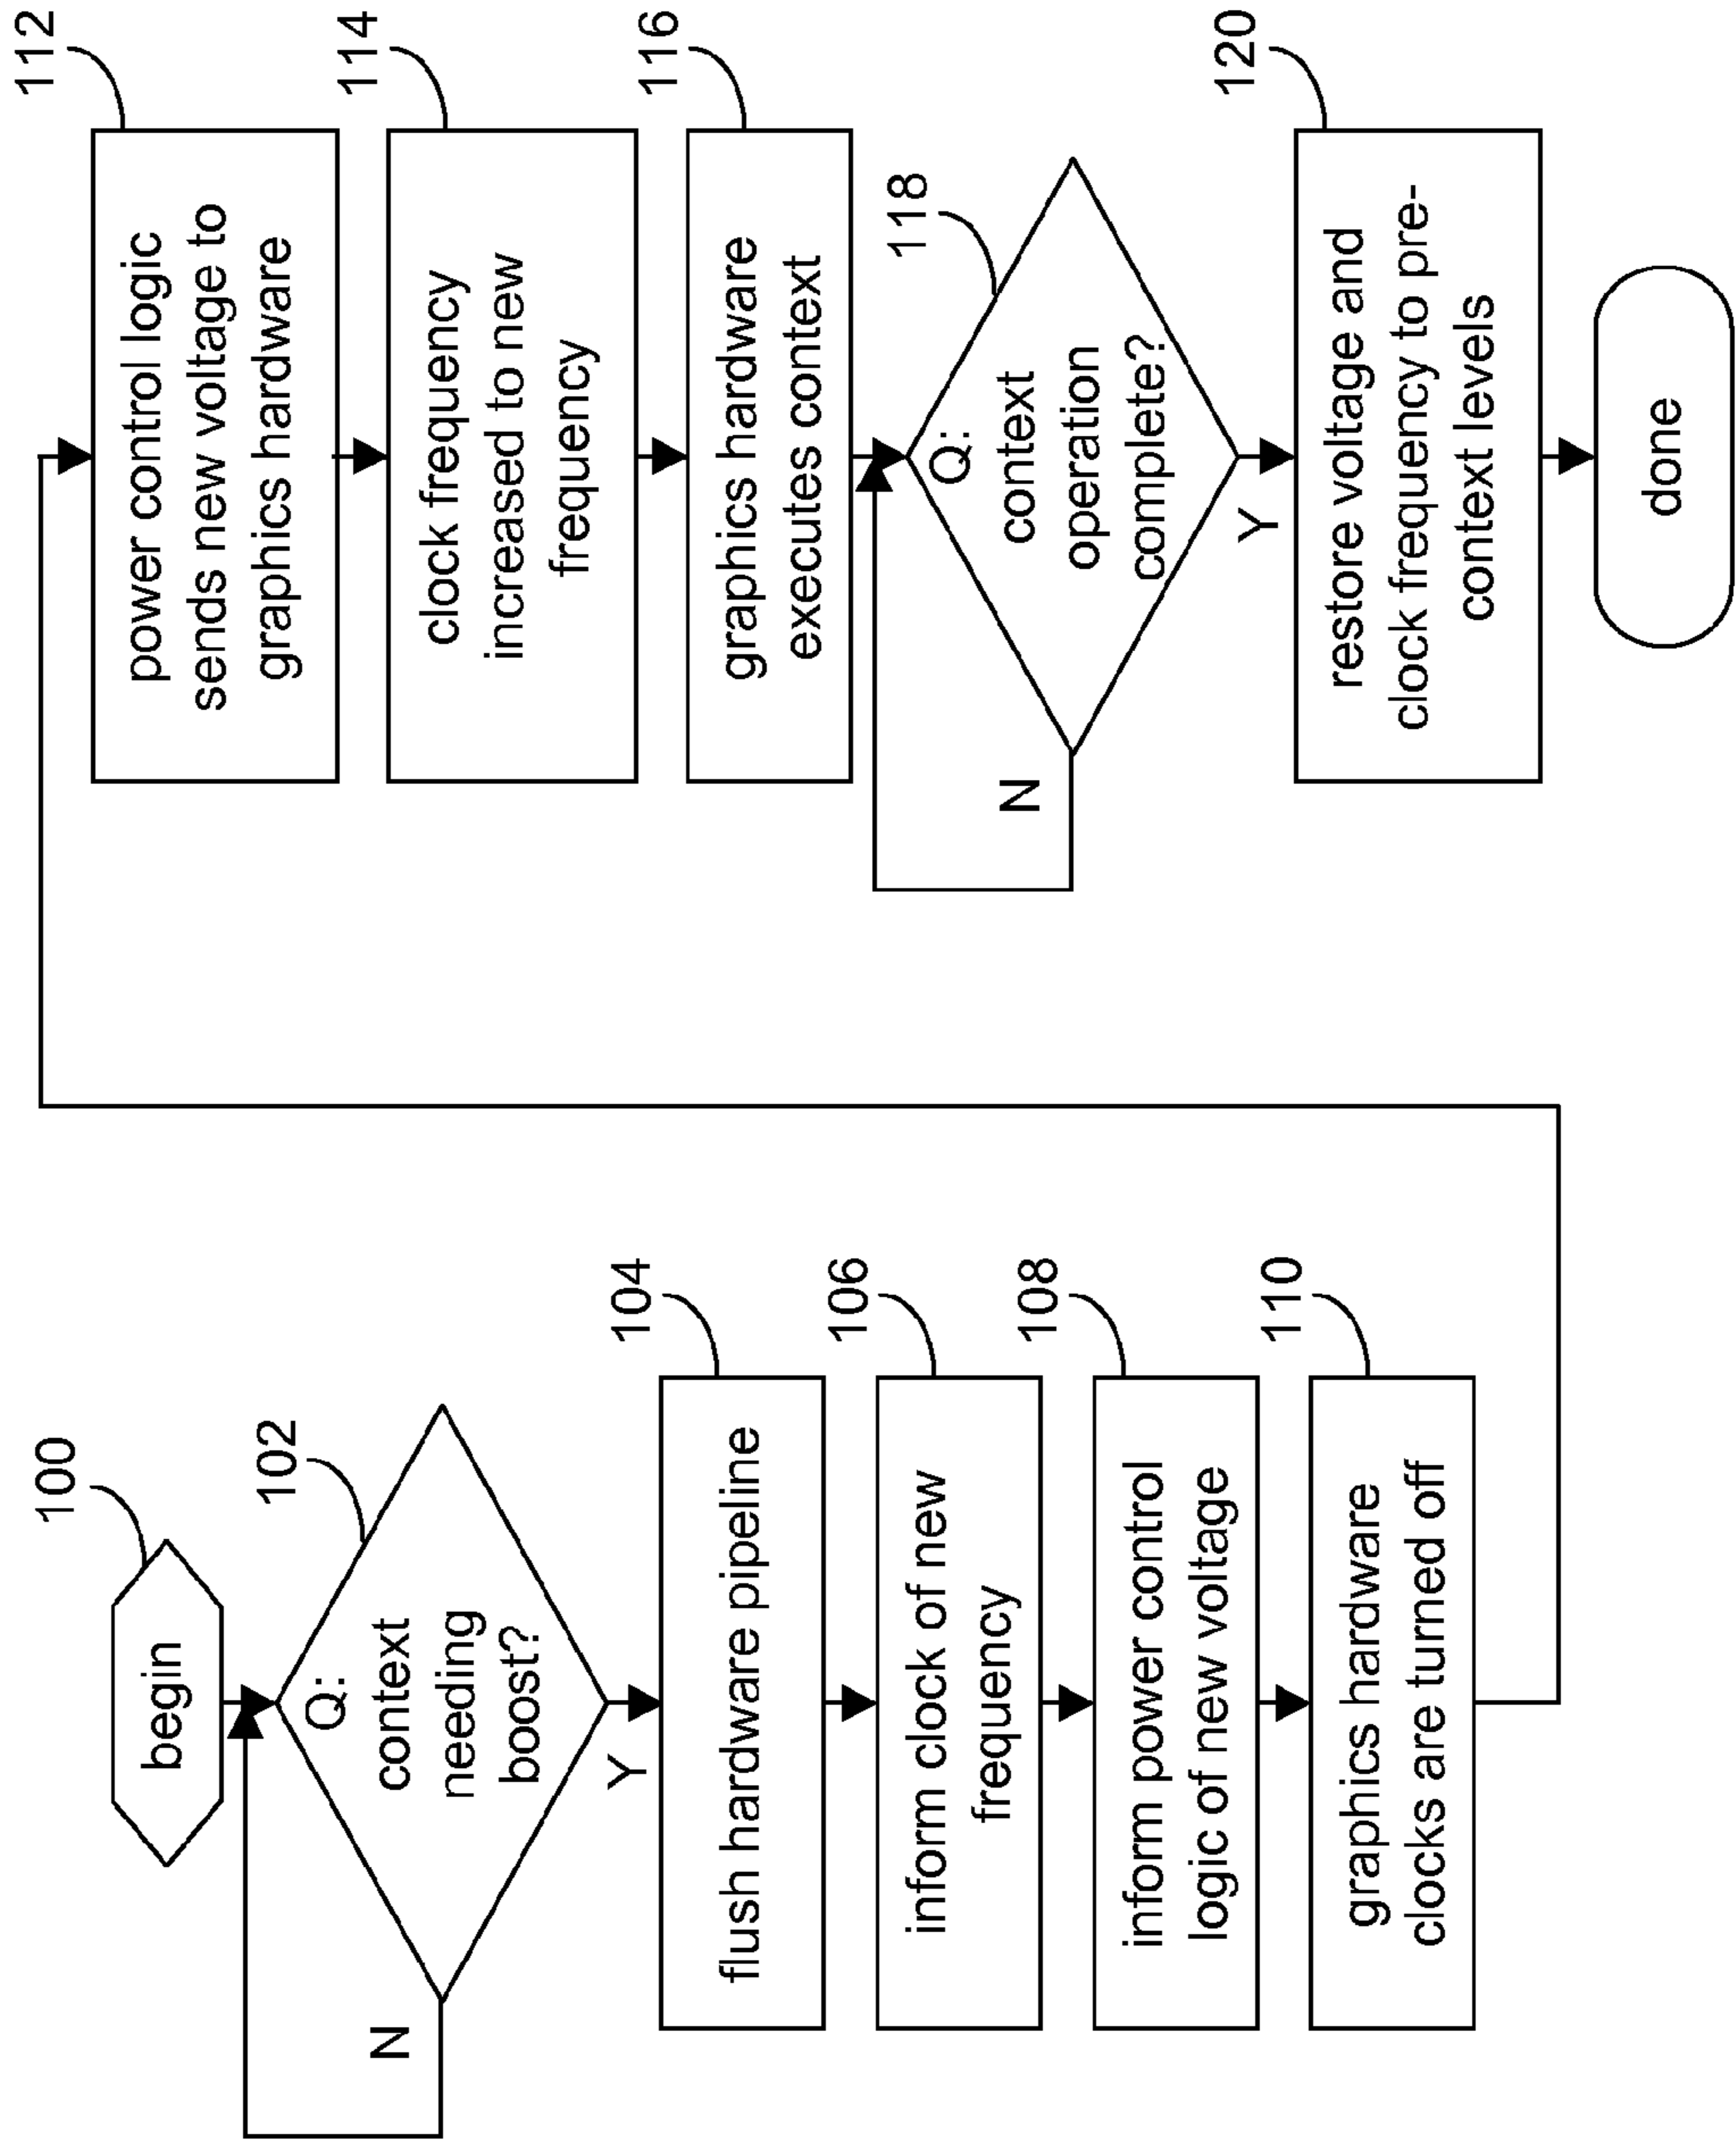 100
begin
102
Q:
context
needing
boost?
N
Y
104
flush hardware pipeline
106
inform clock of new
frequency
108
inform power control
logic of new voltage
110
graphics hardware
clocks are turned off
112
power control logic
sends new voltage to
graphics hardware
114
clock frequency
increased to new
frequency
116
graphics hardware
executes context
118
Q:
context
operation
complete?
N
Y
120
restore voltage and
clock frequency to pre-
context levels
done